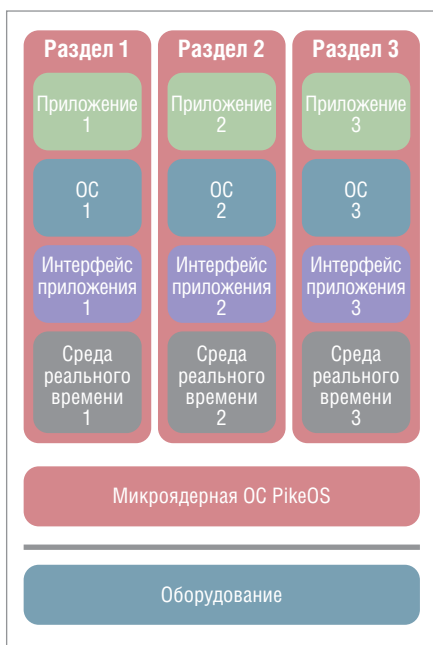 Раздел 1
Раздел 2
Раздел 3
Приложение
1
Приложение
2
Приложение
3
ОС
1
ОС
2
ОС
3
Интерфейс
приложения
1
Интерфейс
приложения
2
Интерфейс
приложения
3
Среда
реального
времени
1
Среда
реального
времени
2
Среда
реального
времени
3
Микроядерная ОС PikeOS
Оборудование